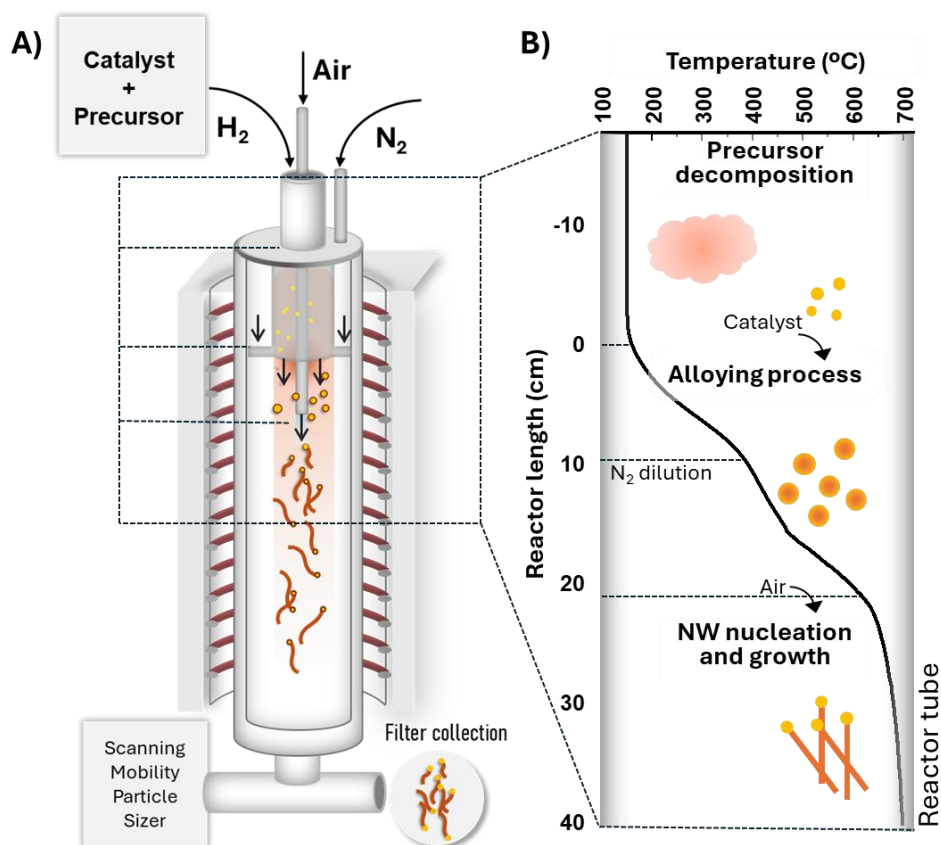 A)
Catalyst
+
Precursor
H₂
Air
N₂
Scanning
Mobility
Particle
Sizer
Filter collection
B)
Temperature (ºC)
100 200 300 400 500 600 700
Reactor length (cm)
-10
0
10
20
30
40
Precursor
decomposition
Catalyst
Alloying process
N₂ dilution
Air
NW nucleation
and growth
Reactor tube